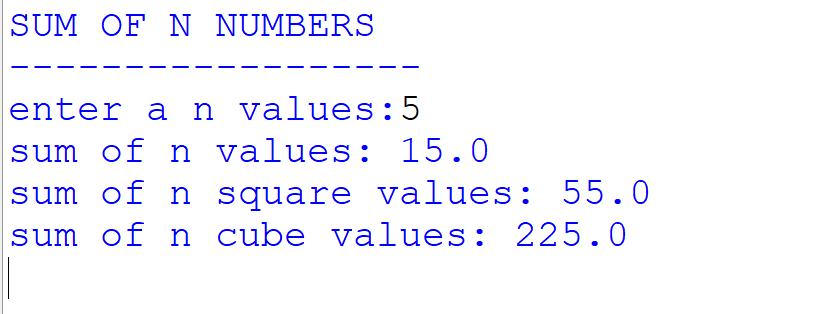 SUM OF N NUMBERS
------------------
enter a n values:5
sum of n values: 15.0
sum of n square values: 55.0
sum of n cube values: 225.0